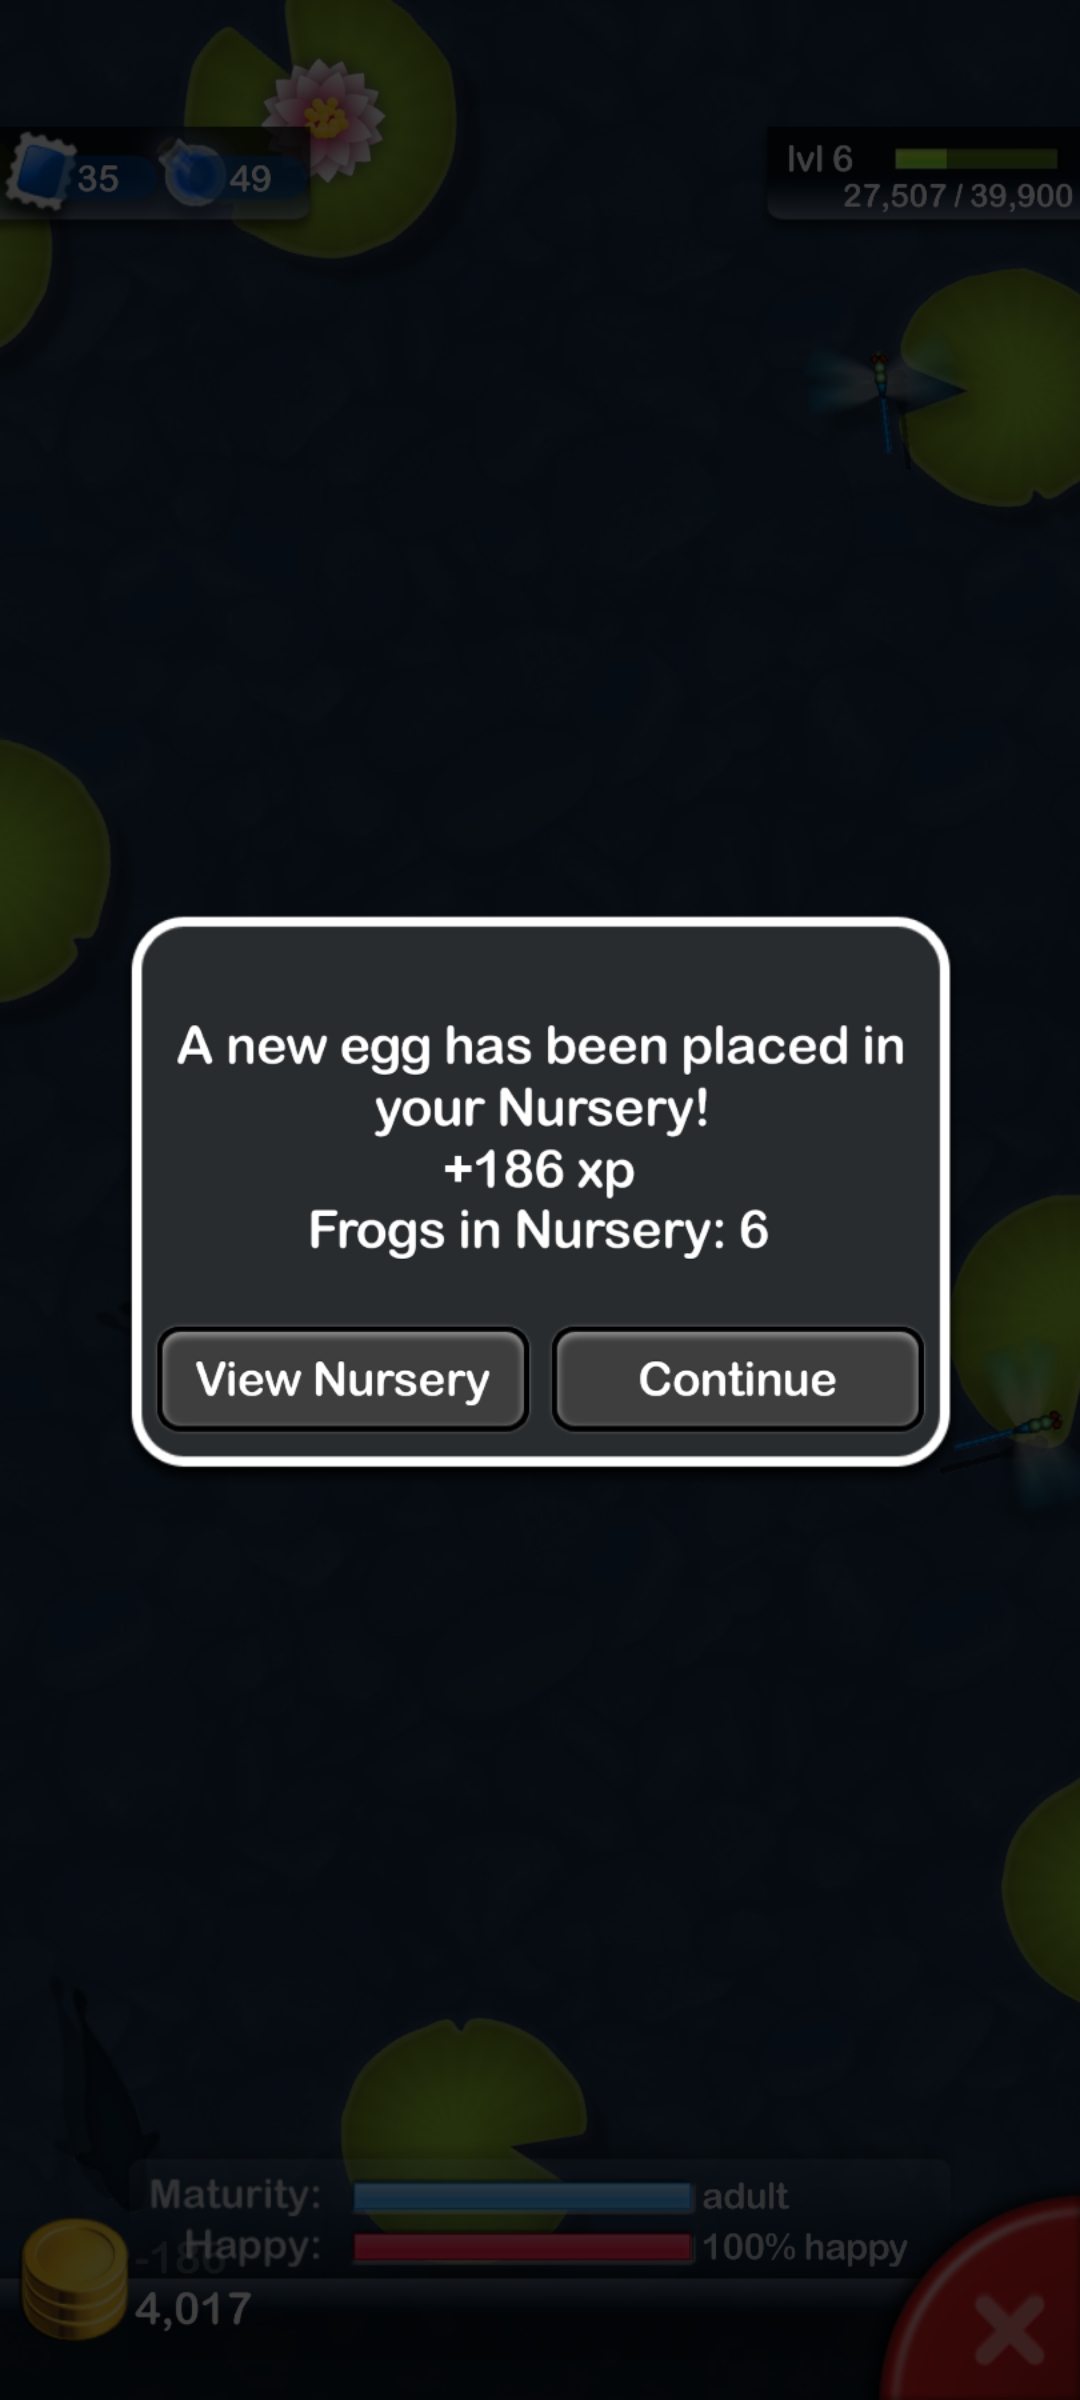 35 49
lvl 6
27,507 / 39,900
A new egg has been placed in
your Nursery!
+186 xp
Frogs in Nursery: 6
View Nursery Continue
Maturity: adult
Happy: 100% happy
-186
4,017